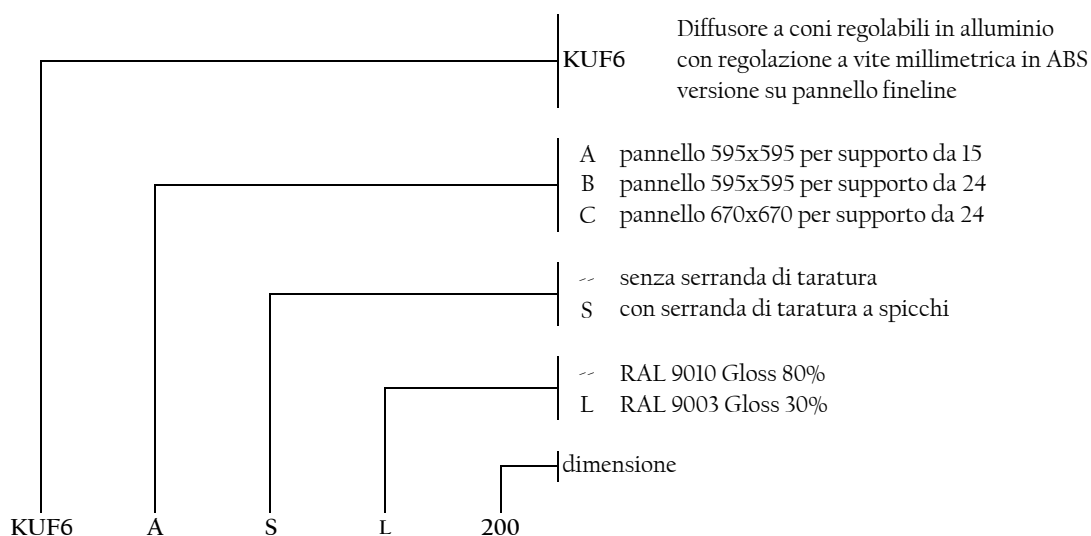 Diffusore a coni regolabili in alluminio
KUF6 con regolazione a vite millimetrica in ABS
versione su pannello fineline
A pannello 595x595 per supporto da 15
B pannello 595x595 per supporto da 24
C pannello 670x670 per supporto da 24
-- senza serranda di taratura
S con serranda di taratura a spicchi
-- RAL 9010 Gloss 80%
L RAL 9003 Gloss 30%
dimensione
KUF6 A S L 200